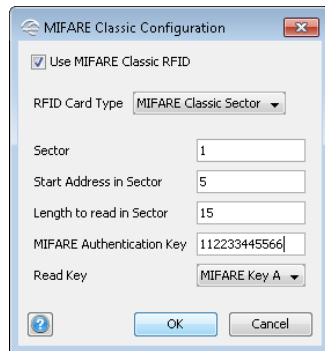 MIFARE Classic Configuration
Use MIFARE Classic RFID
RFID Card Type MIFARE Classic Sector
Sector 1
Start Address in Sector 5
Length to read in Sector 15
MIFARE Authentication Key 112233445566
Read Key MIFARE Key A
? OK Cancel